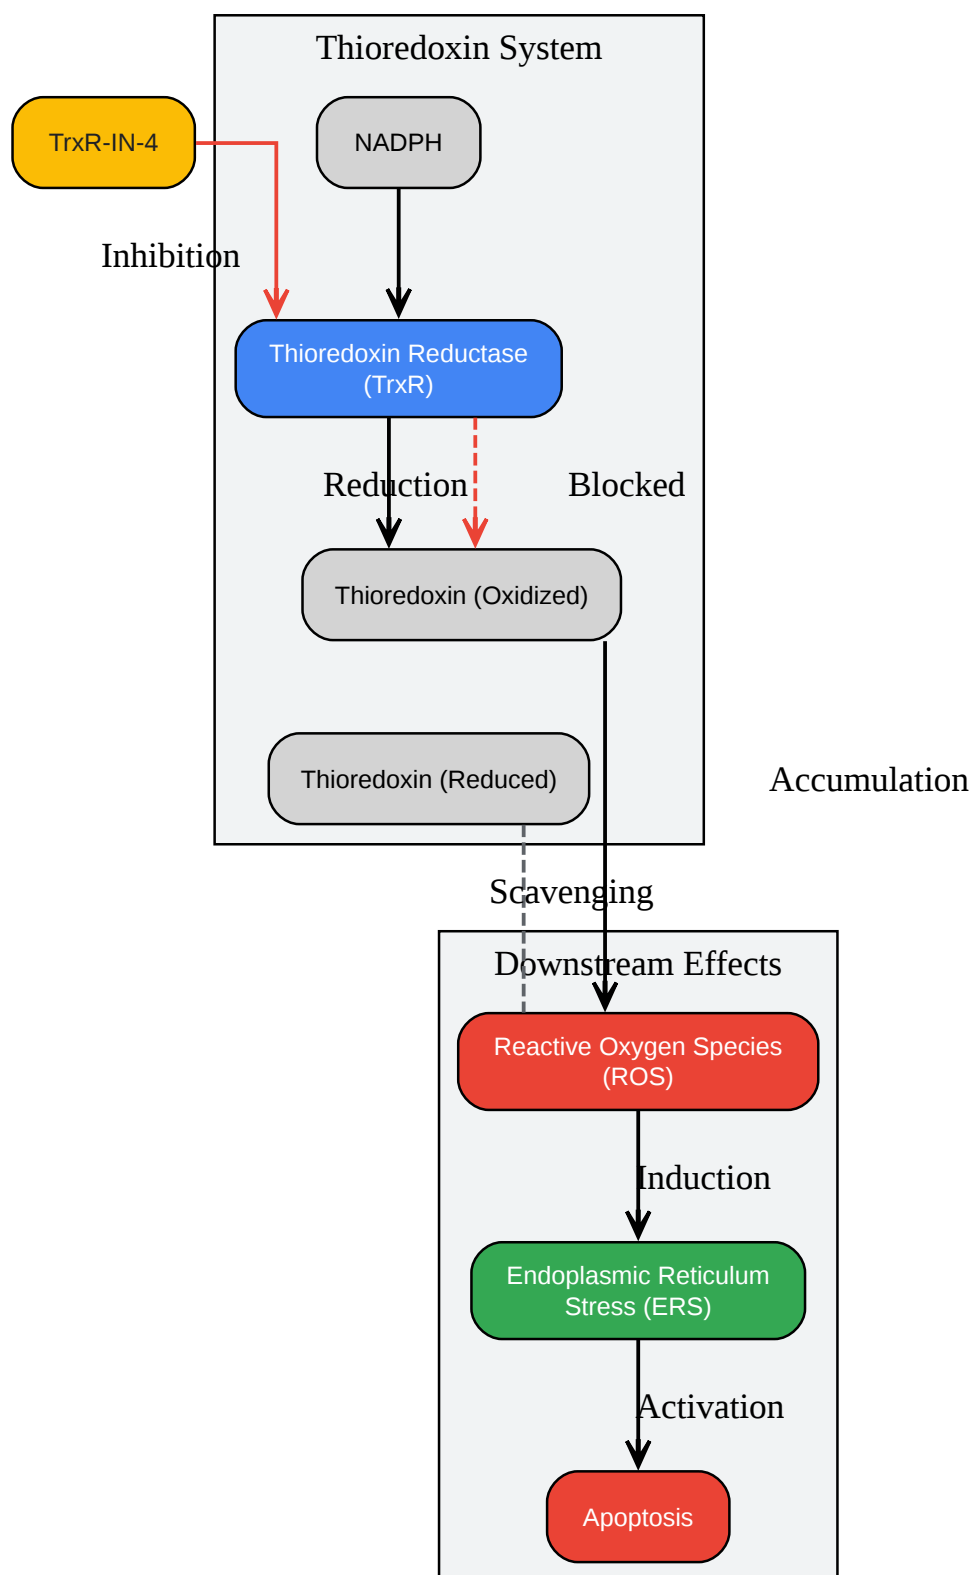 Thioredoxin System
TrxR-IN-4
NADPH
Inhibition
Thioredoxin Reductase
(TrxR)
Reduction
Blocked
Thioredoxin (Oxidized)
Thioredoxin (Reduced)
Accumulation
Scavenging
Downstream Effects
Reactive Oxygen Species
(ROS)
Induction
Endoplasmic Reticulum
Stress (ERS)
Activation
Apoptosis